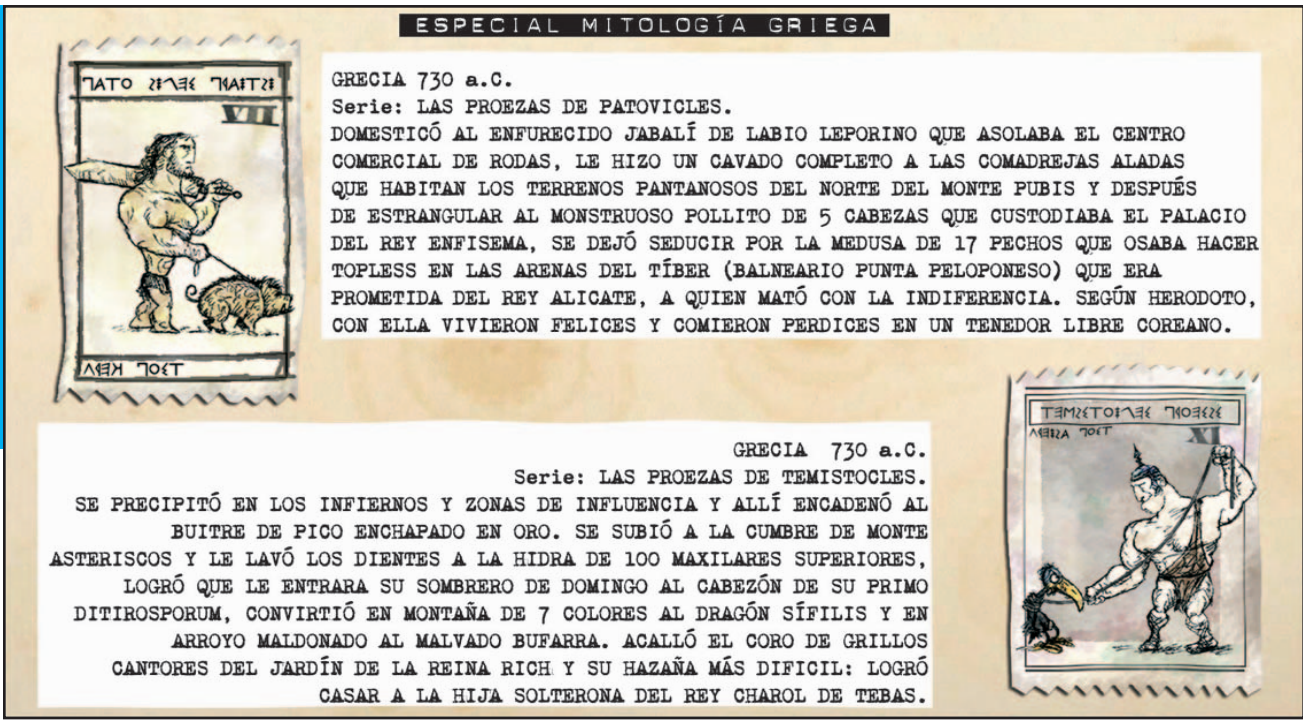 ESPECIAL MITOLOGÍA GRIEGA
VII
GRECIA 730 a.C.
Serie: LAS PROEZAS DE PATOVICLES.
DOMESTICÓ AL ENFURECIDO JABALÍ DE LABIO LEPORINO QUE ASOLABA EL CENTRO
COMERCIAL DE RODAS, LE HIZO UN CAVADO COMPLETO A LAS COMADREJAS ALADAS
QUE HABITAN LOS TERRENOS PANTANOSOS DEL NORTE DEL MONTE PUBIS Y DESPUÉS
DE ESTRANGULAR AL MONSTRUOSO POLLITO DE 5 CABEZAS QUE CUSTODIABA EL PALACIO
DEL REY ENFISEMA, SE DEJÓ SEDUCIR POR LA MEDUSA DE 17 PECHOS QUE OSABA HACER
TOPLESS EN LAS ARENAS DEL TÍBER (BALNEARIO PUNTA PELOPONESO) QUE ERA
PROMETIDA DEL REY ALICATE, A QUIEN MATÓ CON LA INDIFERENCIA. SEGÚN HERODOTO,
CON ELLA VIVIERON FELICES Y COMIERON PERDICES EN UN TENEDOR LIBRE COREANO.
XI
GRECIA 730 a.C.
Serie: LAS PROEZAS DE TEMISTOCLES.
SE PRECIPITÓ EN LOS INFIERNOS Y ZONAS DE INFLUENCIA Y ALLÍ ENCADENÓ AL
BUITRE DE PICO ENCHAPADO EN ORO. SE SUBIÓ A LA CUMBRE DE MONTE
ASTERISCOS Y LE LAVÓ LOS DIENTES A LA HIDRA DE 100 MAXILARES SUPERIORES,
LOGRÓ QUE LE ENTRARA SU SOMBRERO DE DOMINGO AL CABEZÓN DE SU PRIMO
DITIROSPORUM, CONVIRTIÓ EN MONTAÑA DE 7 COLORES AL DRAGÓN SÍFILIS Y EN
ARROYO MALDONADO AL MALVADO BUFARRA. ACALLÓ EL CORO DE GRILLOS
CANTORES DEL JARDÍN DE LA REINA RICH Y SU HAZAÑA MÁS DIFICIL: LOGRÓ
CASAR A LA HIJA SOLTERONA DEL REY CHAROL DE TEBAS.